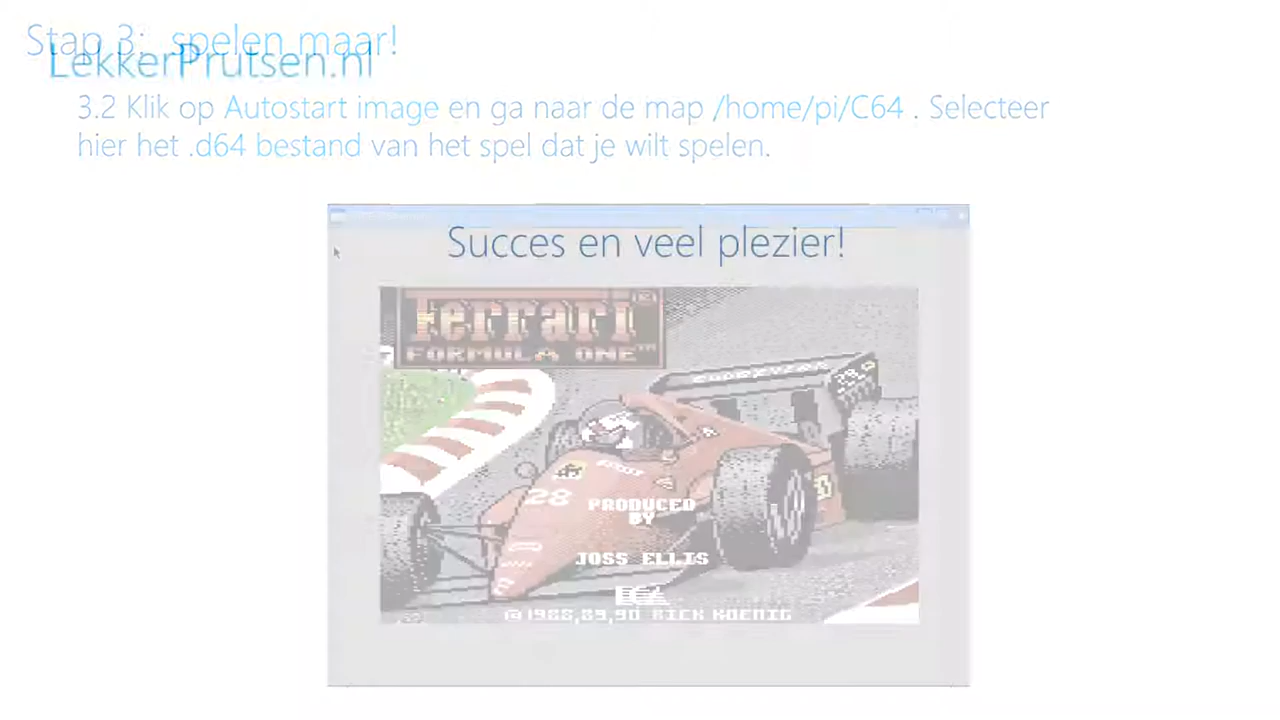 Stap 3: spelen maar!
LekkerPrutsen.nl
3.2 Klik op Autostart image en ga naar de map /home/pi/C64 . Selecteer
hier het .d64 bestand van het spel dat je wilt spelen.
Succes en veel plezier!
Ferrari
FORMULA ONE™
28
PRODUCED
BY
JOSS ELLIS
©1988,89,90 RICK KOENIG